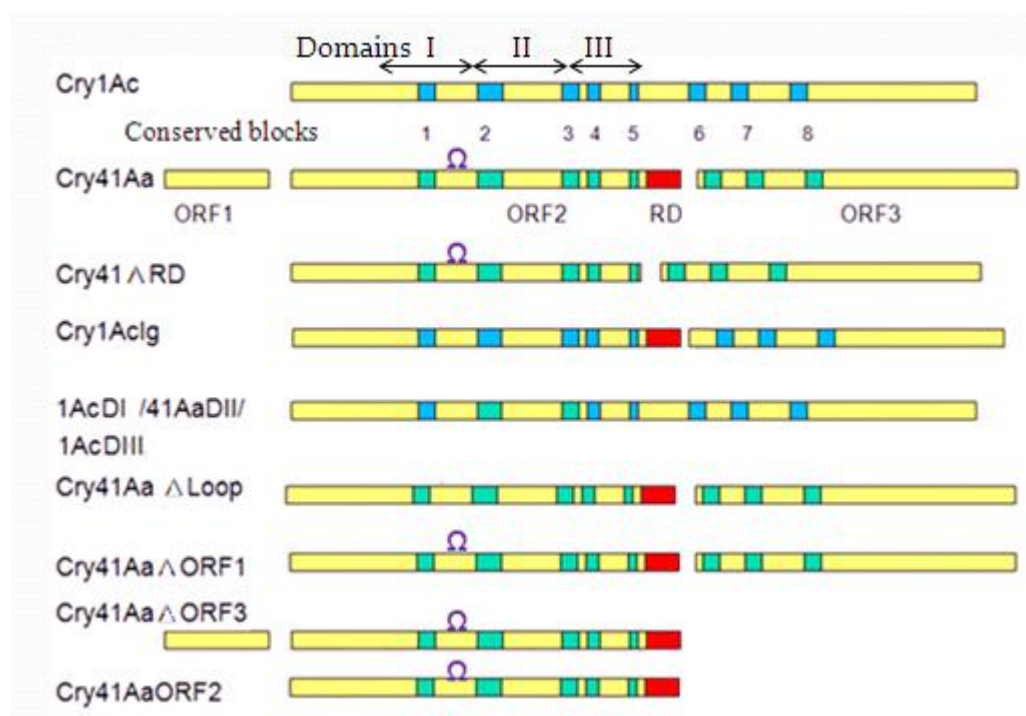 Domains I II III
Cry1Ac
Conserved blocks 1 2 3 4 5 6 7 8
Ω
Cry41Aa
ORF1 ORF2 RD ORF3
Ω
Cry41 △ RD
Cry1AcIg
1AcDI /41AaDII/
1AcDIII
Cry41Aa △Loop
Ω
Cry41Aa△ORF1
Cry41Aa△ORF3
Ω
Ω
Cry41AaORF2